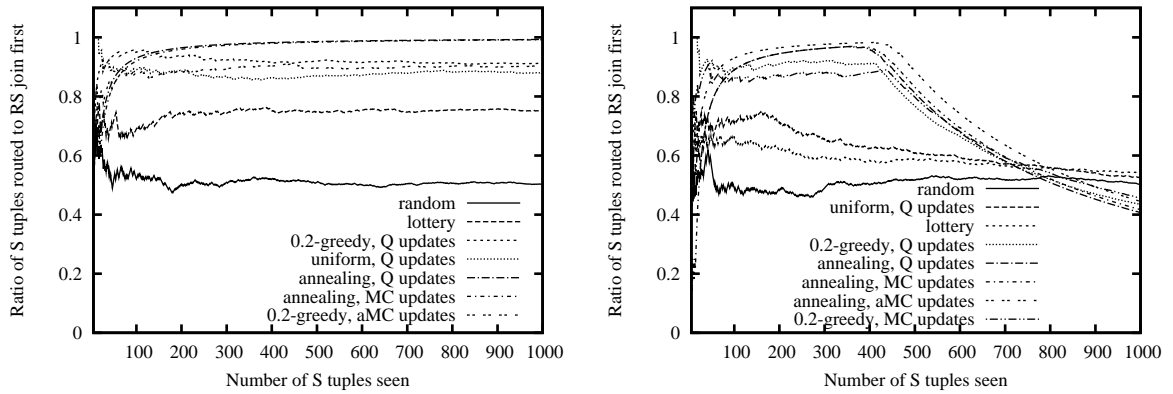 Ratio of S tuples routed to RS join first
1
0.8
0.6
0.4
0.2
0
random
lottery
0.2-greedy, Q updates
uniform, Q updates
annealing, Q updates
annealing, MC updates
0.2-greedy, aMC updates
100 200 300 400 500 600 700 800 900 1000
Number of S tuples seen
Ratio of S tuples routed to RS join first
1
0.8
0.6
0.4
0.2
0
random
uniform, Q updates
lottery
0.2-greedy, Q updates
annealing, Q updates
annealing, MC updates
annealing, aMC updates
0.2-greedy, MC updates
100 200 300 400 500 600 700 800 900 1000
Number of S tuples seen